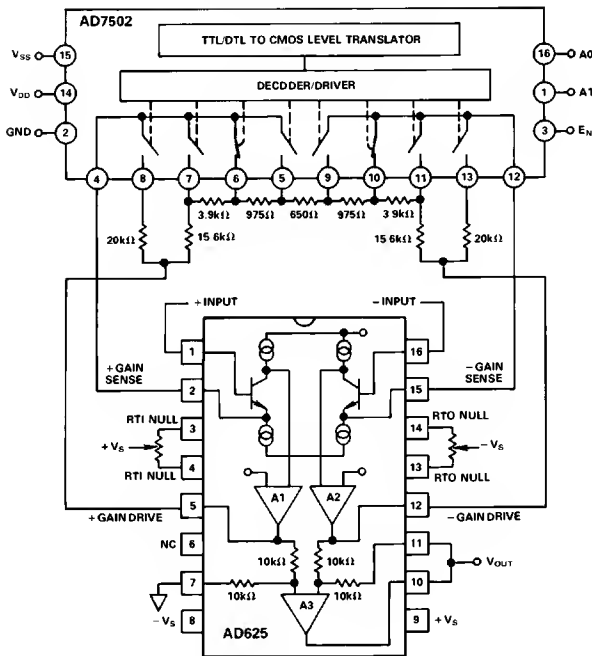 AD7502
TTL/DTL TO CMOS LEVEL TRANSLATOR
DECDDER/DRIVER
VSS
15
VDD
14
GND
2
16
A0
1
A1
3
EN
4
8
7
6
5
9
10
11
13
12
3.9kΩ
975Ω
650Ω
975Ω
3.9kΩ
20kΩ
15 6kΩ
15 6kΩ
20kΩ
+ INPUT
− INPUT
1
16
+GAIN
SENSE
2
15
−GAIN
SENSE
RTI NULL
3
14
RTO NULL
+VS
− VS
RTI NULL
4
13
RTO NULL
A1
A2
5
12
+ GAIN DRIVE
−GAIN DRIVE
NC
6
10kΩ
10kΩ
11
7
10kΩ
10kΩ
10
VOUT
A3
− VS
8
9
+VS
AD625